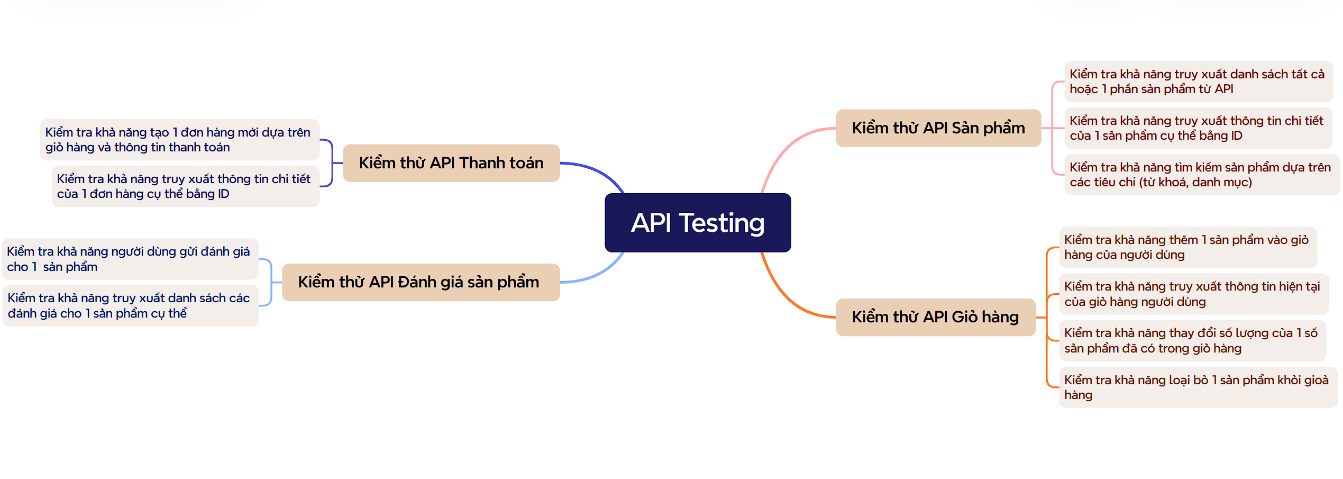 API Testing
Kiểm thử API Thanh toán
Kiểm tra khả năng tạo 1 đơn hàng mới dựa trên
giỏ hàng và thông tin thanh toán
Kiểm tra khả năng truy xuất thông tin chi tiết
của 1 đơn hàng cụ thể bằng ID
Kiểm thử API Đánh giá sản phẩm
Kiểm tra khả năng người dùng gửi đánh giá
cho 1 sản phẩm
Kiểm tra khả năng truy xuất danh sách các
đánh giá cho 1 sản phẩm cụ thể
Kiểm thử API Sản phẩm
Kiểm tra khả năng truy xuất danh sách tất cả
hoặc 1 phần sản phẩm từ API
Kiểm tra khả năng truy xuất thông tin chi tiết
của 1 sản phẩm cụ thể bằng ID
Kiểm tra khả năng tìm kiếm sản phẩm dựa trên
các tiêu chí (từ khoá, danh mục)
Kiểm thử API Giỏ hàng
Kiểm tra khả năng thêm 1 sản phẩm vào giỏ
hàng của người dùng
Kiểm tra khả năng truy xuất thông tin hiện tại
của giỏ hàng người dùng
Kiểm tra khả năng thay đổi số lượng của 1 số
sản phẩm đã có trong giỏ hàng
Kiểm tra khả năng loại bỏ 1 sản phẩm khỏi gioả
hàng